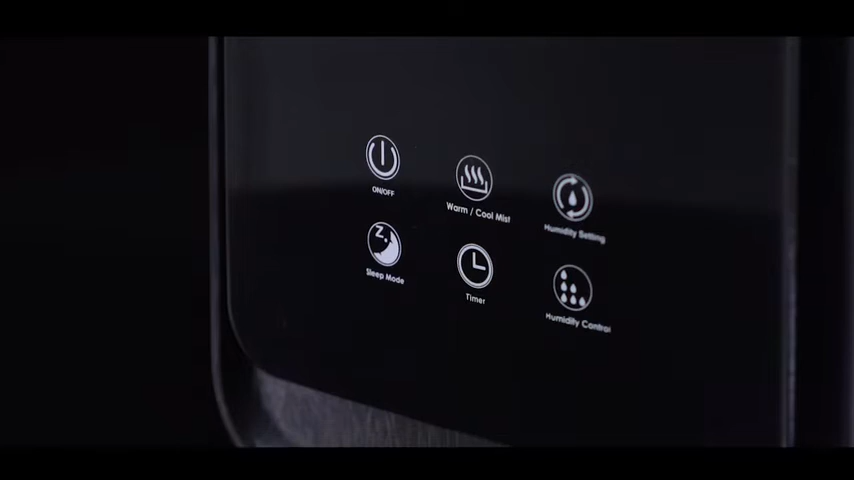 ON/OFF
Warm / Cool Mist
Humidity Setting
Z
Sleep Mode
Timer
Humidity Control